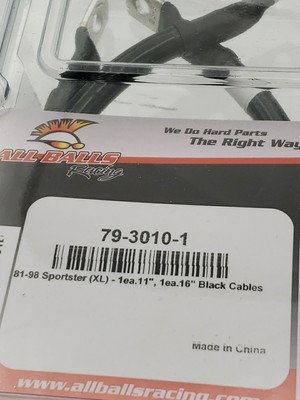 We Do Hard Parts
The Right Way
ALL BALLS
Racing
79-3010-1
81-98 Sportster (XL) - 1ea.11", 1ea.16" Black Cables
Made in China
www.allballsracing.com